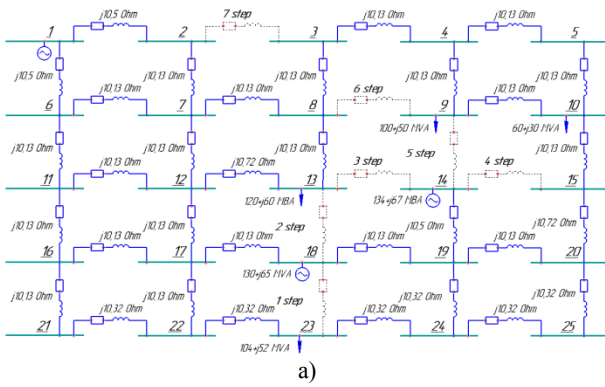 1 2 3 4 5
j10,5 Ohm 7 step j10,13 Ohm j10,13 Ohm
j10,5 Ohm j10,13 Ohm j10,13 Ohm j10,13 Ohm j10,13 Ohm
6 7 8 9 10
j10,13 Ohm j10,13 Ohm 6 step j10,13 Ohm
100+j50 MVA 60+j30 MVA
j10,13 Ohm j10,13 Ohm j10,13 Ohm 5 step j10,13 Ohm
11 12 13 14 15
j10,13 Ohm j10,72 Ohm 3 step 4 step
120+j60 MBA 134+j67 MBA
j10,13 Ohm j10,13 Ohm 2 step j10,13 Ohm j10,72 Ohm
16 17 18 19 20
j10,13 Ohm j10,13 Ohm j10,5 Ohm j10,13 Ohm
130+j65 MVA
j10,13 Ohm j10,13 Ohm 1 step j10,13 Ohm j10,13 Ohm
21 22 23 24 25
j10,32 Ohm j10,32 Ohm j10,32 Ohm j10,32 Ohm
104+j52 MVA
a)